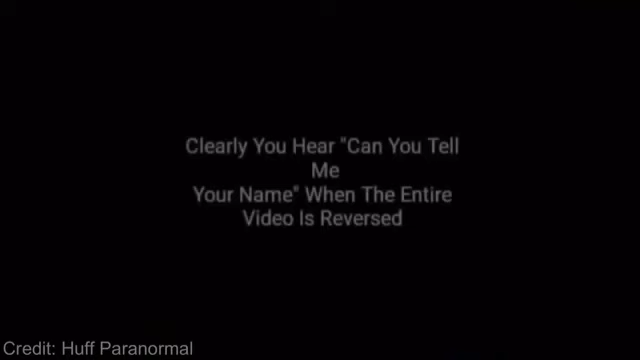 Clearly You Hear "Can You Tell
Me
Your Name" When The Entire
Video Is Reversed
Credit: Huff Paranormal